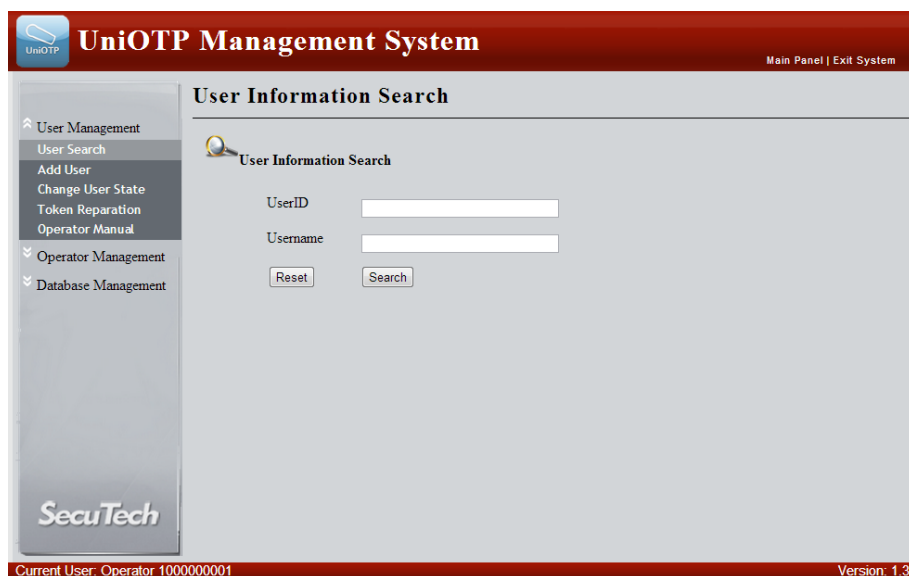 UniOTP
UniOTP Management System
Main Panel | Exit System
User Management
User Search
Add User
Change User State
Token Reparation
Operator Manual
Operator Management
Database Management
SecuTech
User Information Search
User Information Search
UserID
Username
Reset Search
Current User: Operator 1000000001 Version: 1.3